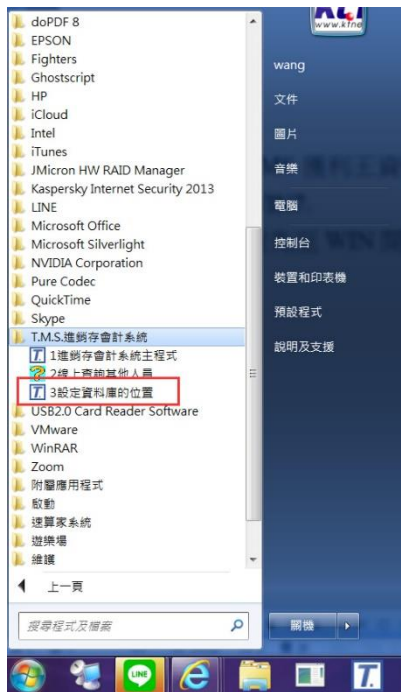 doPDF 8
EPSON
Fighters
Ghostscript
HP
iCloud
Intel
iTunes
JMicron HW RAID Manager
Kaspersky Internet Security 2013
LINE
Microsoft Office
Microsoft Silverlight
NVIDIA Corporation
Pure Codec
QuickTime
Skype
T.M.S.進銷存會計系統
1進銷存會計系統主程式
2線上查詢其他人員
3設定資料庫的位置
USB2.0 Card Reader Software
VMware
WinRAR
Zoom
附屬應用程式
啟動
速算家系統
遊樂場
維護
上一頁
搜尋程式及檔案
www.ktne
wang
文件
圖片
音樂
電腦
控制台
裝置和印表機
預設程式
說明及支援
關機
LINE
T.